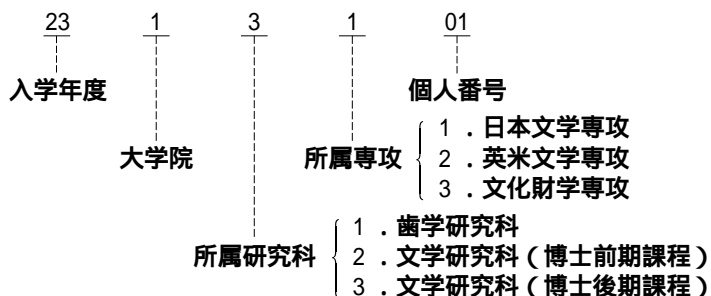 23 1 3 1 01
入学年度 個人番号
1．日本文学専攻
大学院 所属専攻 2．英米文学専攻
3．文化財学専攻
1．歯学研究科
所属研究科 2．文学研究科（博士前期課程）
3．文学研究科（博士後期課程）